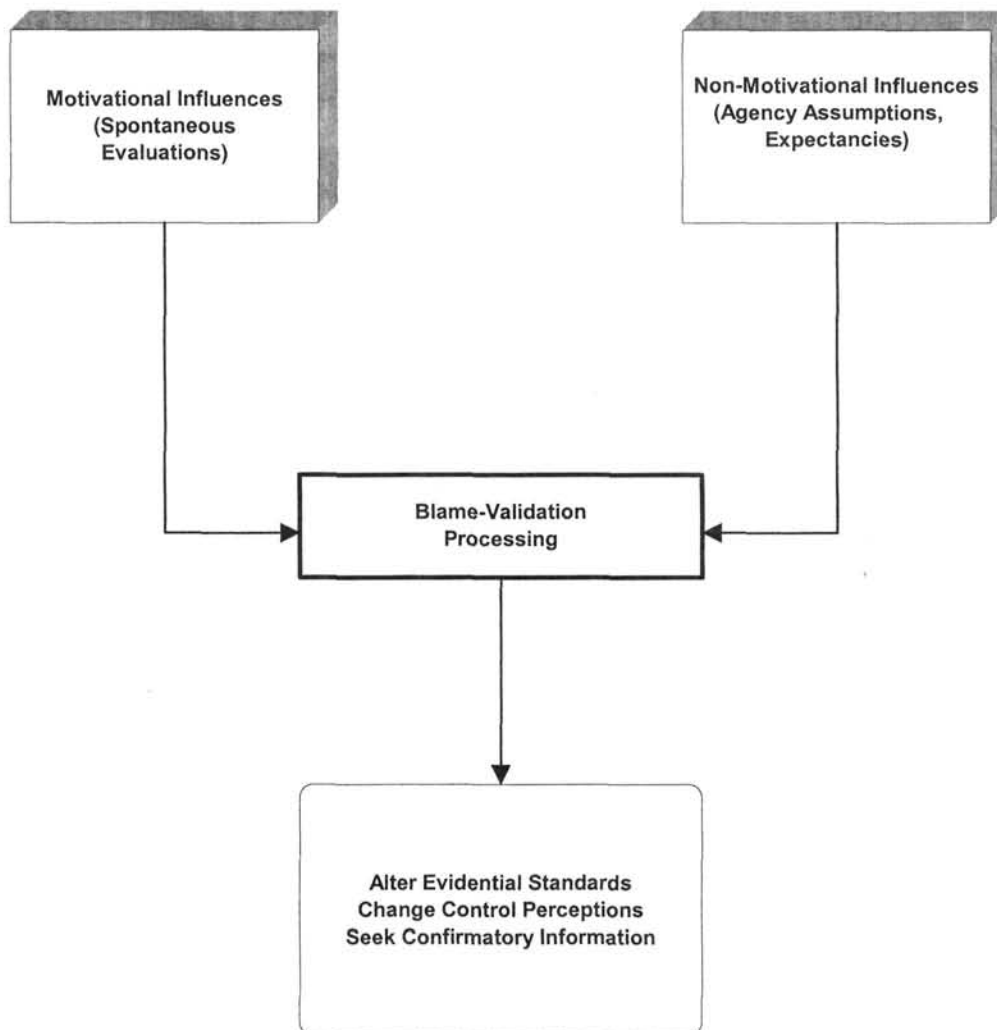 Motivational Influences
(Spontaneous
Evaluations)
Non-Motivational Influences
(Agency Assumptions,
Expectancies)
Blame-Validation
Processing
Alter Evidential Standards
Change Control Perceptions
Seek Confirmatory Information